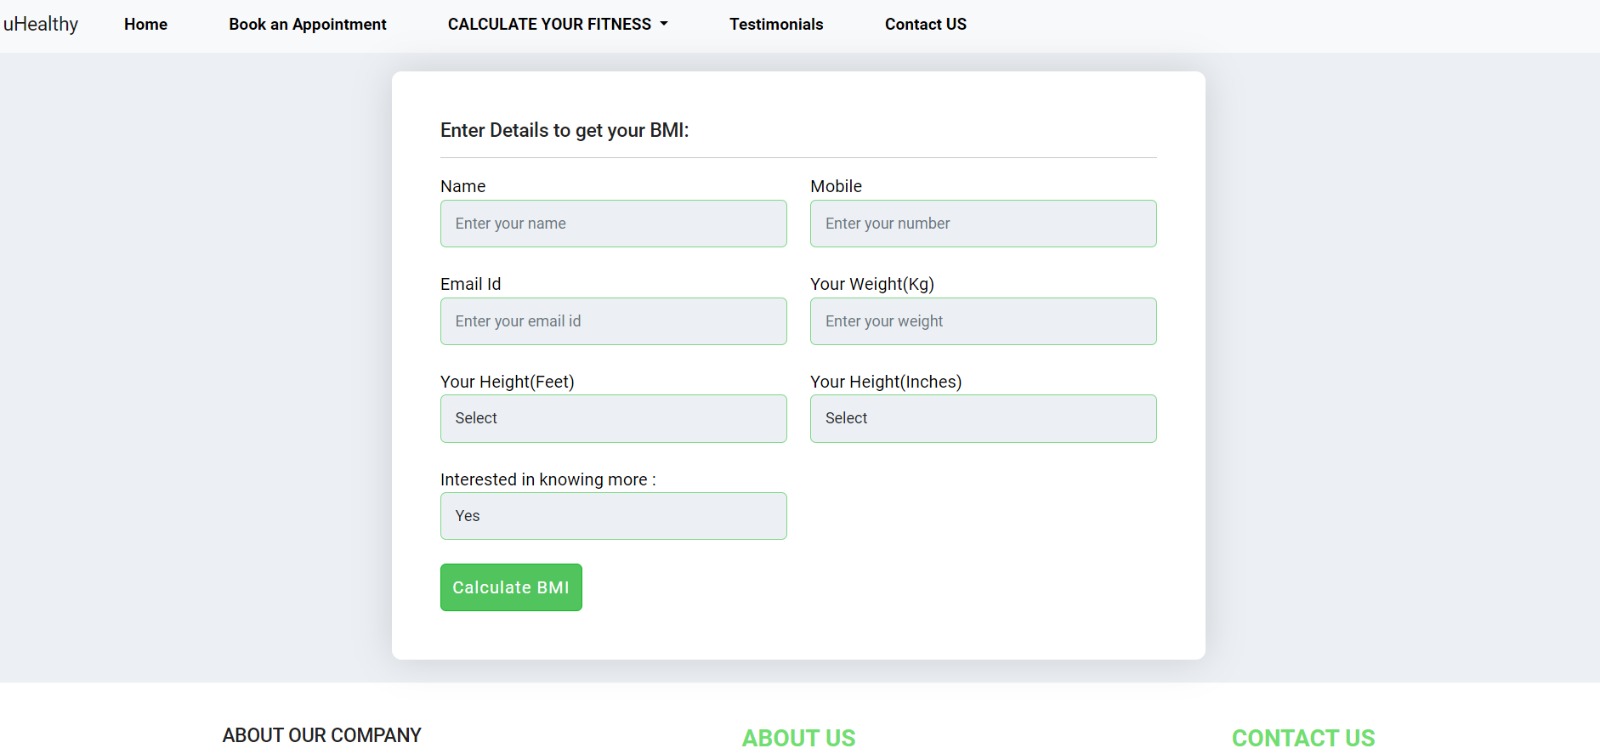 uHealthy Home Book an Appointment CALCULATE YOUR FITNESS Testimonials Contact US
Enter Details to get your BMI:
Name Mobile
Enter your name Enter your number
Email Id Your Weight(Kg)
Enter your email id Enter your weight
Your Height(Feet) Your Height(Inches)
Select Select
Interested in knowing more :
Yes
Calculate BMI
ABOUT OUR COMPANY ABOUT US CONTACT US